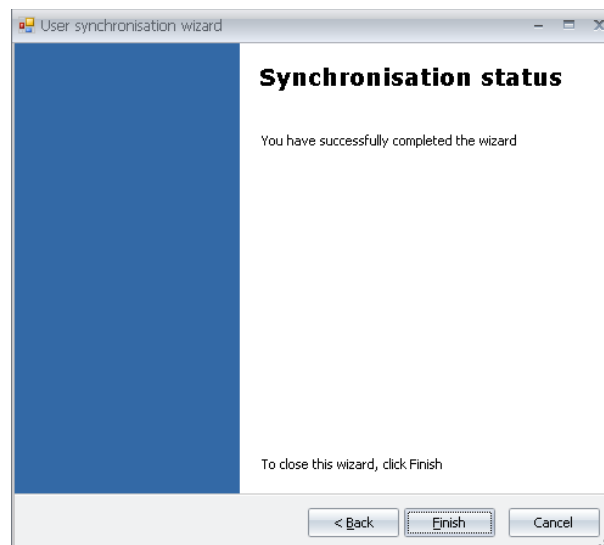 User synchronisation wizard
Synchronisation status
You have successfully completed the wizard
To close this wizard, click Finish
< Back Finish Cancel